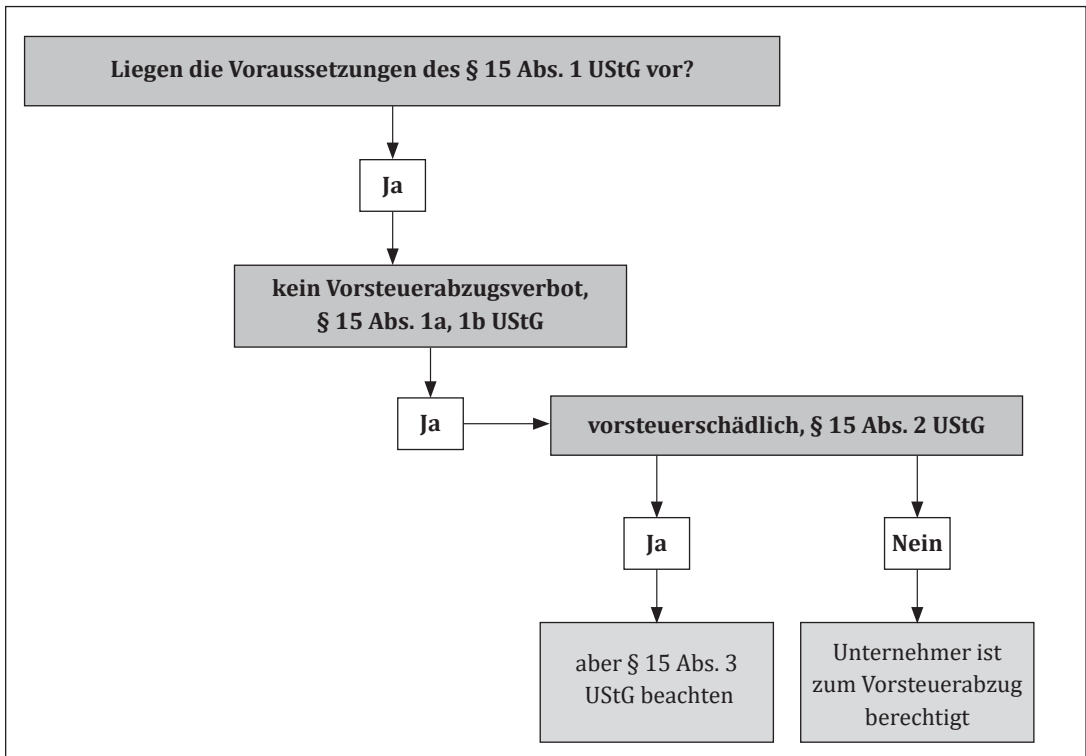 Liegen die Voraussetzungen des § 15 Abs. 1 UStG vor?
Ja
kein Vorsteuerabzugsverbot,
§ 15 Abs. 1a, 1b UStG
Ja
vorsteuerschädlich, § 15 Abs. 2 UStG
Ja
Nein
aber § 15 Abs. 3
UStG beachten
Unternehmer ist
zum Vorsteuerabzug
berechtigt